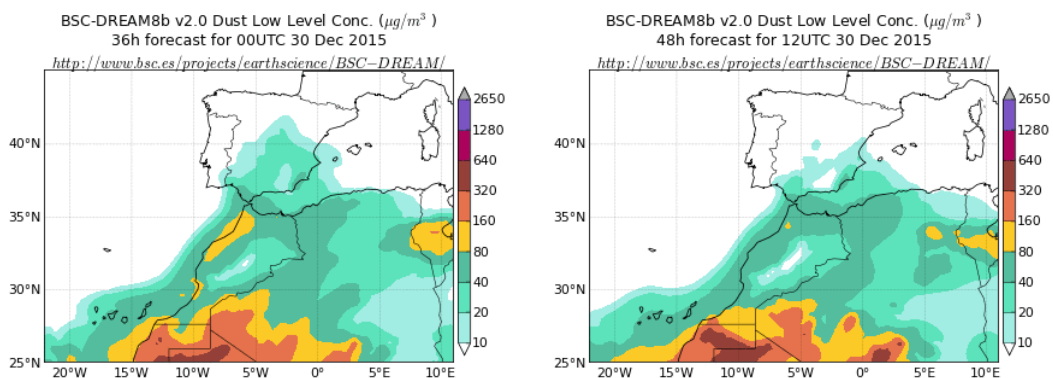 BSC-DREAM8b v2.0 Dust Low Level Conc. (μg/m³ )
36h forecast for 00UTC 30 Dec 2015
http://www.bsc.es/projects/earthscience/BSC−DREAM/
40°N
35°N
30°N
25°N
20°W 15°W 10°W 5°W 0° 5°E 10°E
2650
1280
640
320
160
80
40
20
10
BSC-DREAM8b v2.0 Dust Low Level Conc. (μg/m³ )
48h forecast for 12UTC 30 Dec 2015
http://www.bsc.es/projects/earthscience/BSC−DREAM/
40°N
35°N
30°N
25°N
20°W 15°W 10°W 5°W 0° 5°E 10°E
2650
1280
640
320
160
80
40
20
10